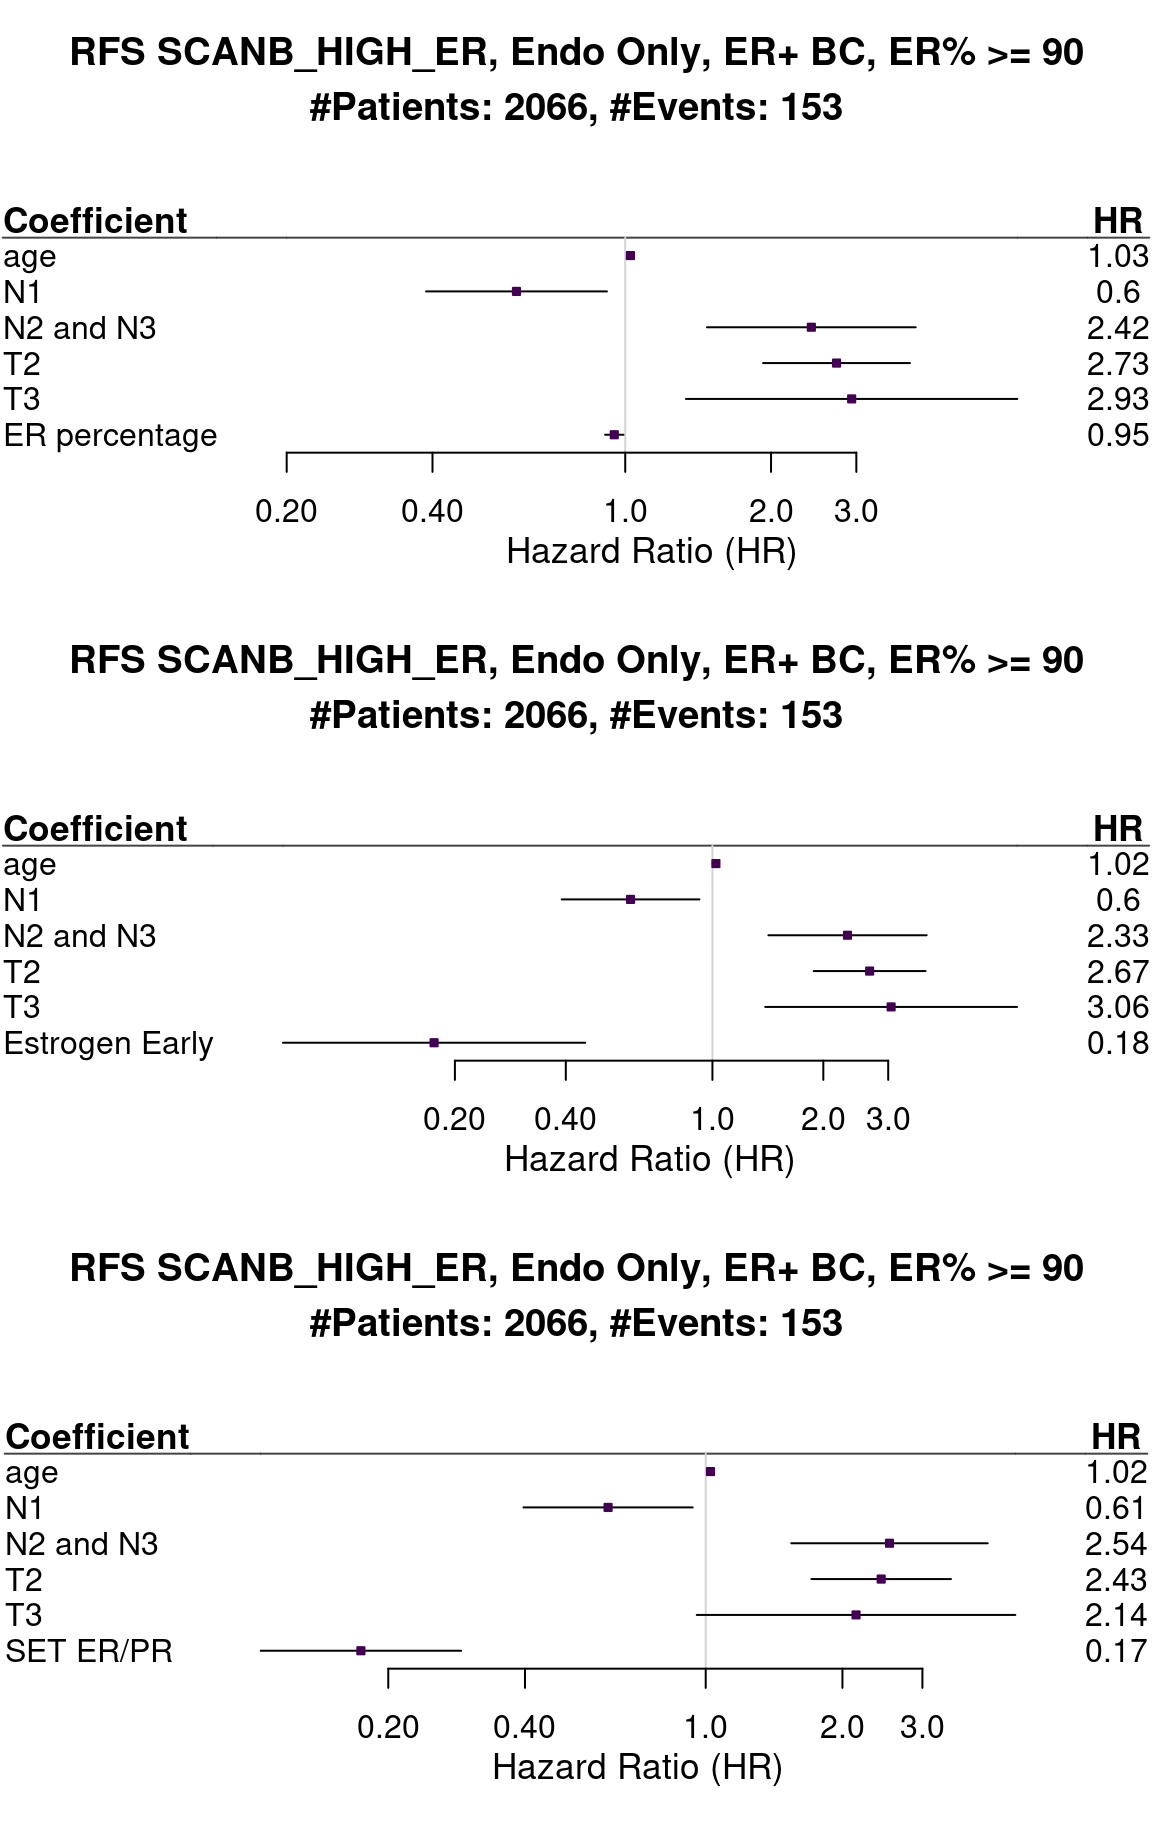 RFS SCANB_HIGH_ER, Endo Only, ER+ BC, ER% >= 90
#Patients: 2066, #Events: 153
Coefficient HR
age 1.03
N1 0.6
N2 and N3 2.42
T2 2.73
T3 2.93
ER percentage 0.95
0.20 0.40 1.0 2.0 3.0
Hazard Ratio (HR)
RFS SCANB_HIGH_ER, Endo Only, ER+ BC, ER% >= 90
#Patients: 2066, #Events: 153
Coefficient HR
age 1.02
N1 0.6
N2 and N3 2.33
T2 2.67
T3 3.06
Estrogen Early 0.18
0.20 0.40 1.0 2.0 3.0
Hazard Ratio (HR)
RFS SCANB_HIGH_ER, Endo Only, ER+ BC, ER% >= 90
#Patients: 2066, #Events: 153
Coefficient HR
age 1.02
N1 0.61
N2 and N3 2.54
T2 2.43
T3 2.14
SET ER/PR 0.17
0.20 0.40 1.0 2.0 3.0
Hazard Ratio (HR)